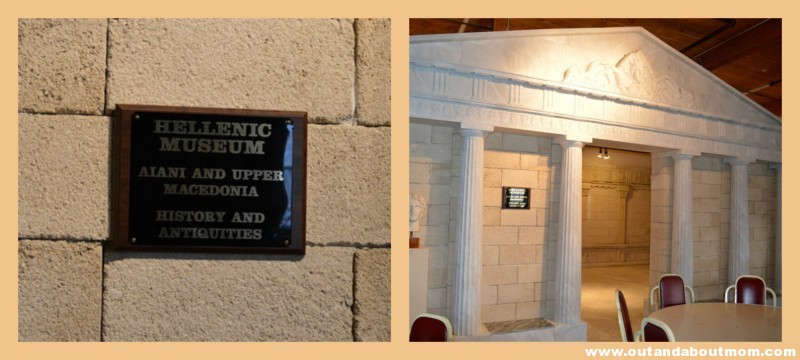 HELLENIC
MUSEUM
AIANI AND UPPER
MACEDONIA
HISTORY AND
ANTIQUITIES
www.outandaboutmom.com